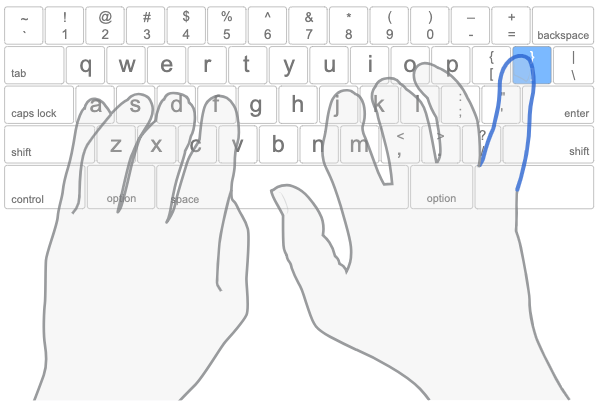 ~ ! @ # $ % ^ & * ( ) _ +
` 1 2 3 4 5 6 7 8 9 0 - = backspace
{ } |
tab q w e r t y u i o p [ \
: "
caps lock a s d f g h j k l ; ' enter
< > ?
shift z x c v b n m , . / shift
control option space option